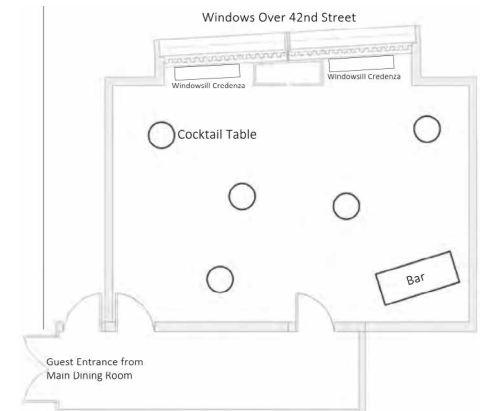 Windows Over 42nd Street
Windowsill Credenza
Windowsill Credenza
Cocktail Table
Bar
Guest Entrance from
Main Dining Room